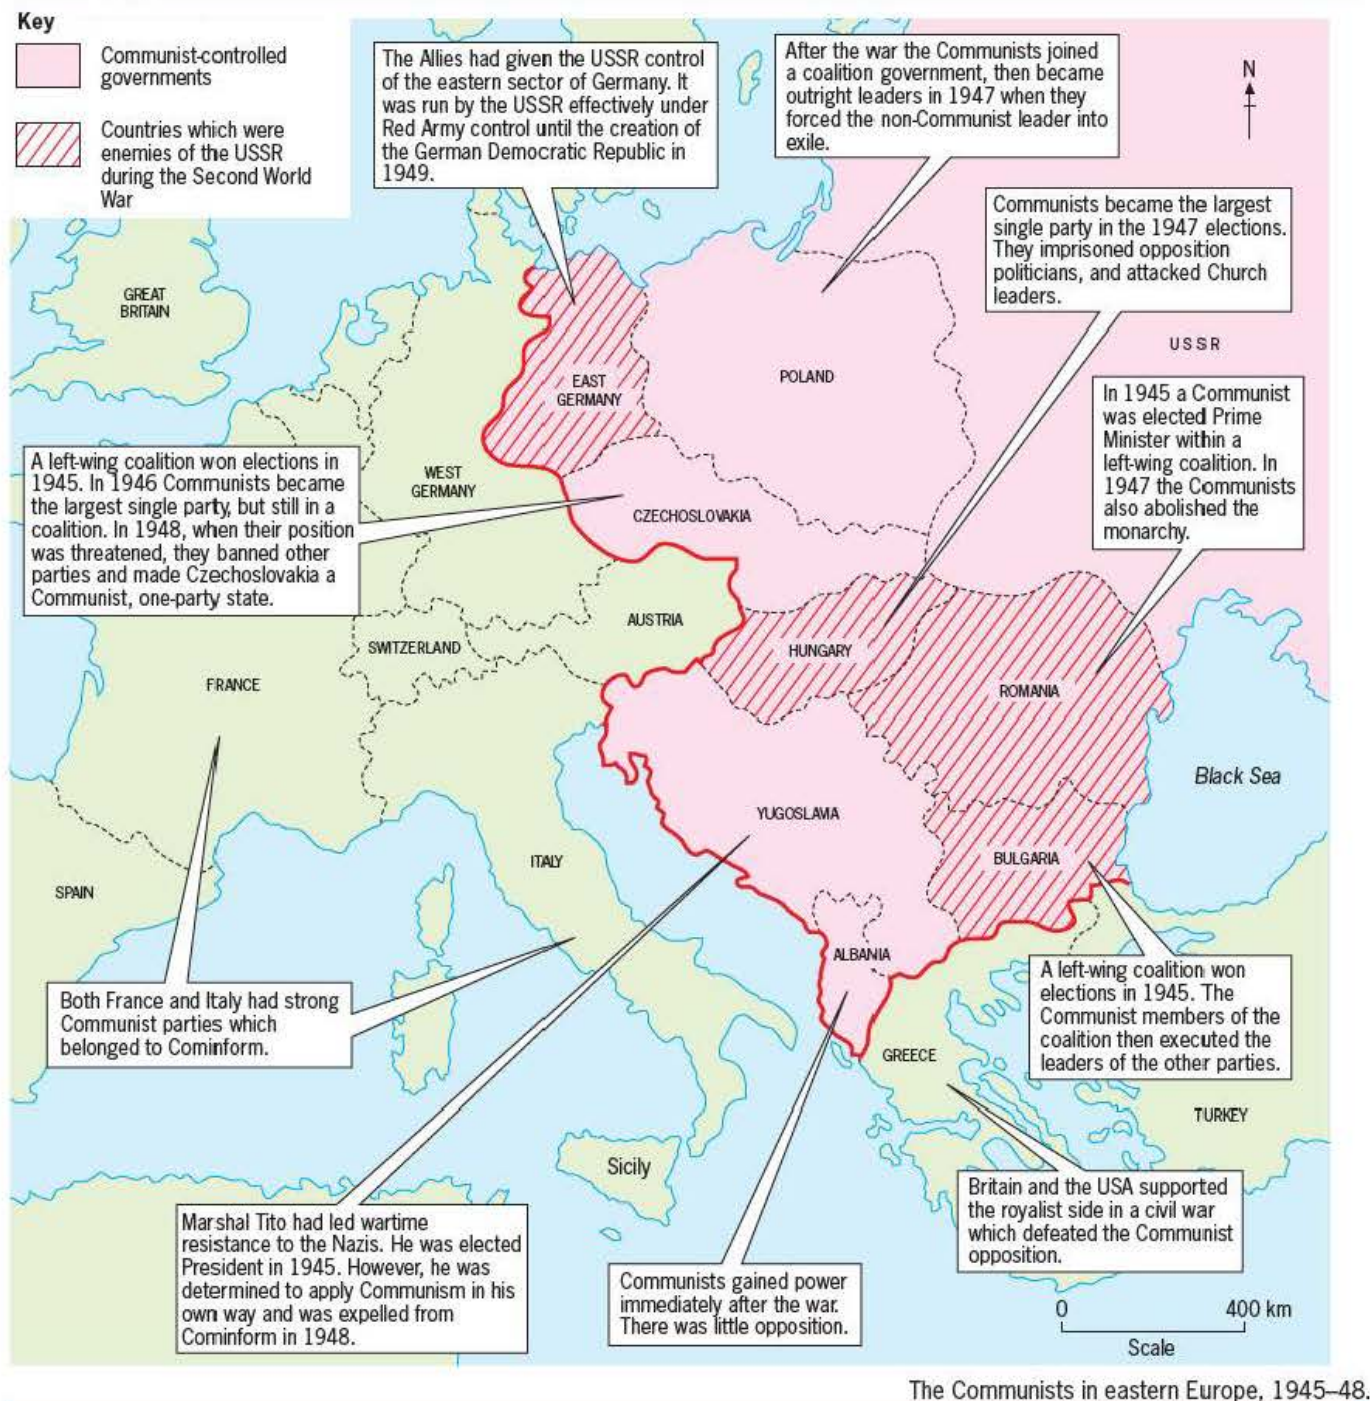 Key
Communist-controlled
governments
Countries which were
enemies of the USSR
during the Second World
War
The Allies had given the USSR control
of the eastern sector of Germany. It
was run by the USSR effectively under
Red Army control until the creation of
the German Democratic Republic in
1949.
After the war the Communists joined
a coalition government, then became
outright leaders in 1947 when they
forced the non-Communist leader into
exile.
N
Communists became the largest
single party in the 1947 elections.
They imprisoned opposition
politicians, and attacked Church
leaders.
GREAT
BRITAIN
USSR
EAST
GERMANY
POLAND
In 1945 a Communist
was elected Prime
Minister within a
left-wing coalition. In
1947 the Communists
also abolished the
monarchy.
A left-wing coalition won elections in
1945. In 1946 Communists became
the largest single party, but still in a
coalition. In 1948, when their position
was threatened, they banned other
parties and made Czechoslovakia a
Communist, one-party state.
WEST
GERMANY
CZECHOSLOVAKIA
AUSTRIA
SWITZERLAND
HUNGARY
FRANCE
ROMANIA
Black Sea
YUGOSLAVIA
ITALY
BULGARIA
SPAIN
ALBANIA
Both France and Italy had strong
Communist parties which
belonged to Cominform.
A left-wing coalition won
elections in 1945. The
Communist members of the
coalition then executed the
leaders of the other parties.
GREECE
TURKEY
Sicily
Marshal Tito had led wartime
resistance to the Nazis. He was elected
President in 1945. However, he was
determined to apply Communism in his
own way and was expelled from
Cominform in 1948.
Communists gained power
immediately after the war.
There was little opposition.
Britain and the USA supported
the royalist side in a civil war
which defeated the Communist
opposition.
0 400 km
Scale
The Communists in eastern Europe, 1945–48.